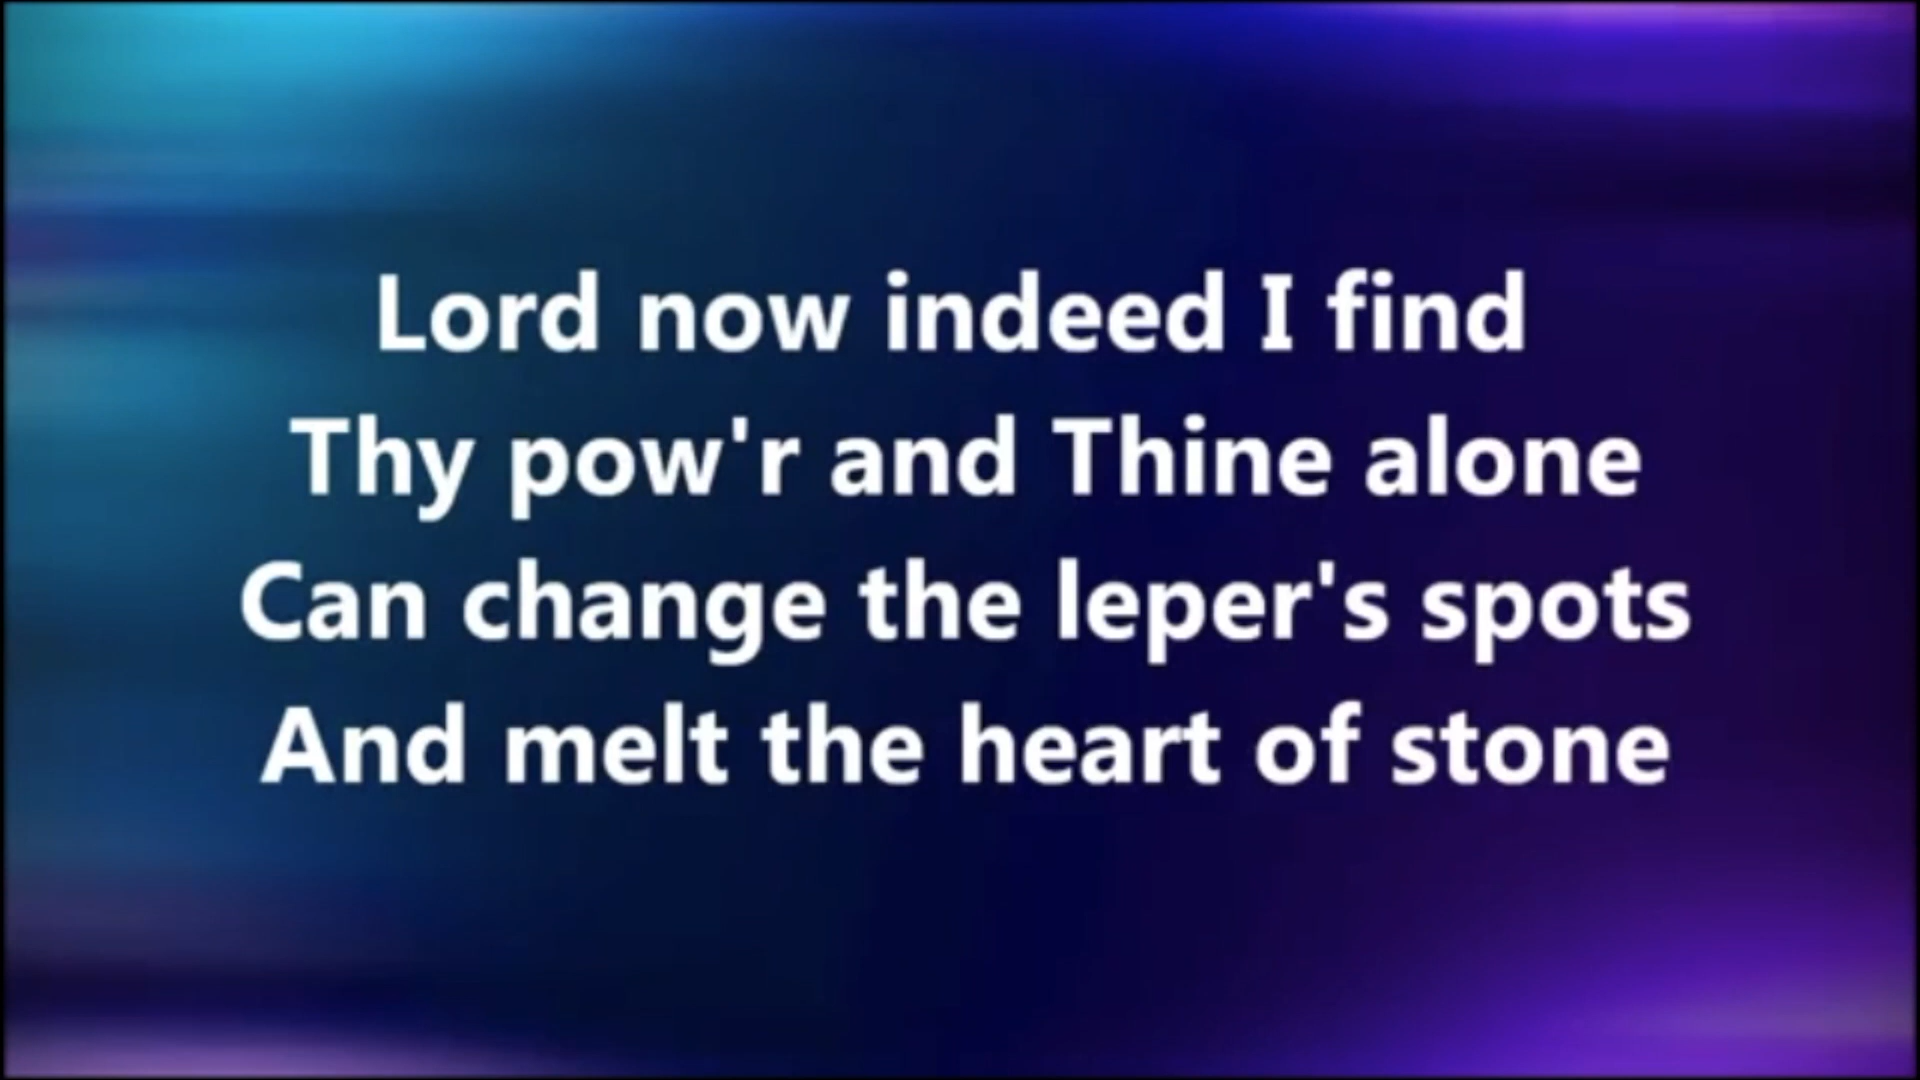 Lord now indeed I find
Thy pow'r and Thine alone
Can change the leper's spots
And melt the heart of stone